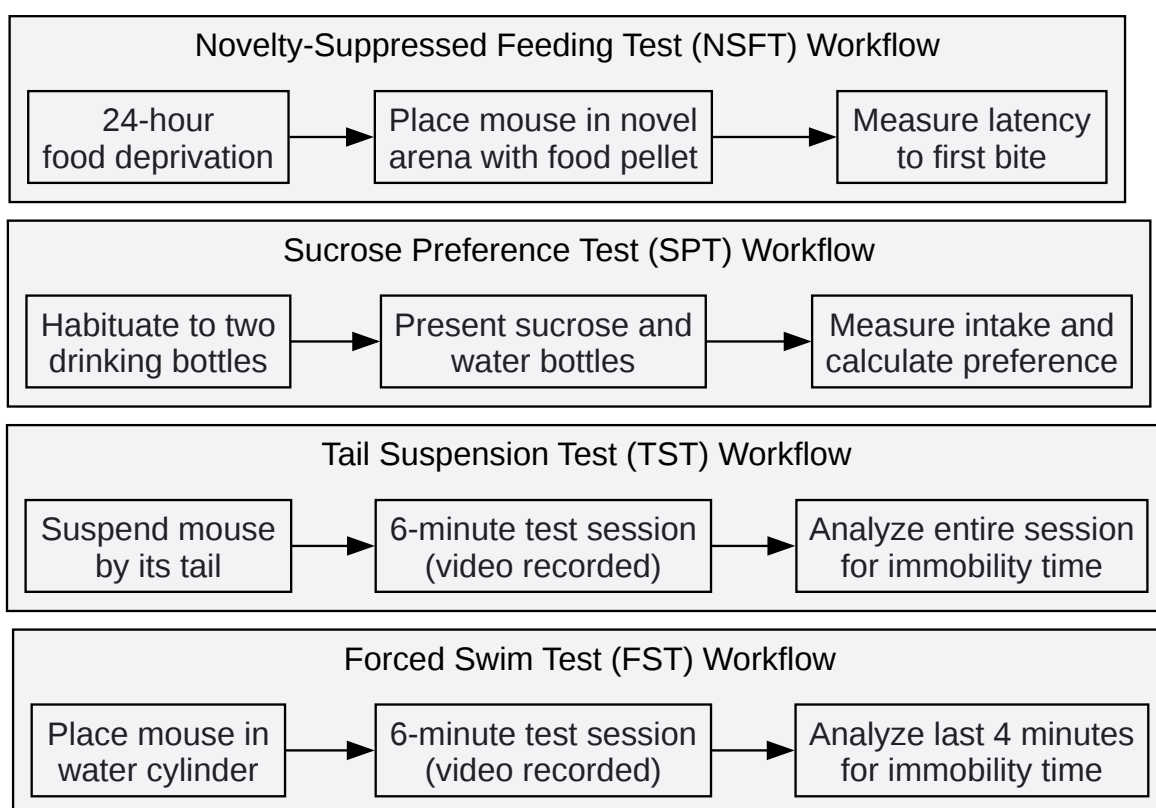 Novelty-Suppressed Feeding Test (NSFT) Workflow
24-hour
food deprivation
Place mouse in novel
arena with food pellet
Measure latency
to first bite
Sucrose Preference Test (SPT) Workflow
Habituate to two
drinking bottles
Present sucrose and
water bottles
Measure intake and
calculate preference
Tail Suspension Test (TST) Workflow
Suspend mouse
by its tail
6-minute test session
(video recorded)
Analyze entire session
for immobility time
Forced Swim Test (FST) Workflow
Place mouse in
water cylinder
6-minute test session
(video recorded)
Analyze last 4 minutes
for immobility time